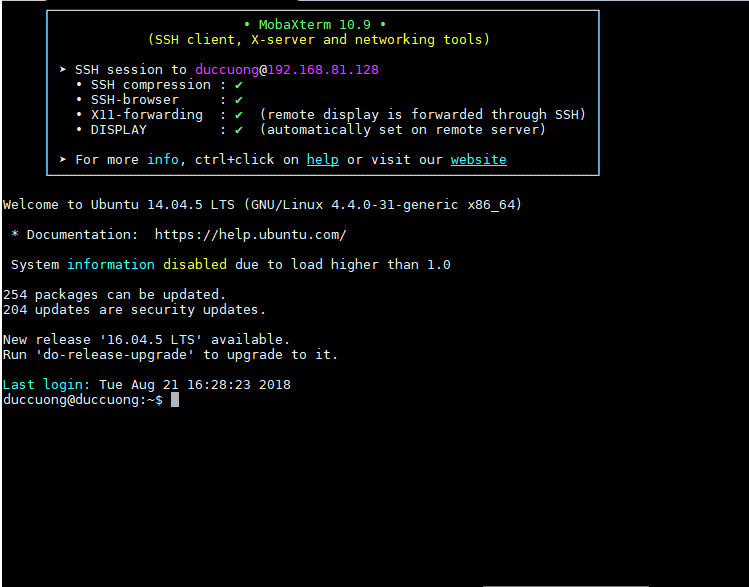 • MobaXterm 10.9 •
(SSH client, X-server and networking tools)
➤ SSH session to duccuong@192.168.81.128
• SSH compression : ✔
• SSH-browser     : ✔
• X11-forwarding  : ✔  (remote display is forwarded through SSH)
• DISPLAY         : ✔  (automatically set on remote server)
➤ For more info, ctrl+click on help or visit our website
Welcome to Ubuntu 14.04.5 LTS (GNU/Linux 4.4.0-31-generic x86_64)
* Documentation:  https://help.ubuntu.com/
System information disabled due to load higher than 1.0
254 packages can be updated.
204 updates are security updates.
New release '16.04.5 LTS' available.
Run 'do-release-upgrade' to upgrade to it.
Last login: Tue Aug 21 16:28:23 2018
duccuong@duccuong:~$